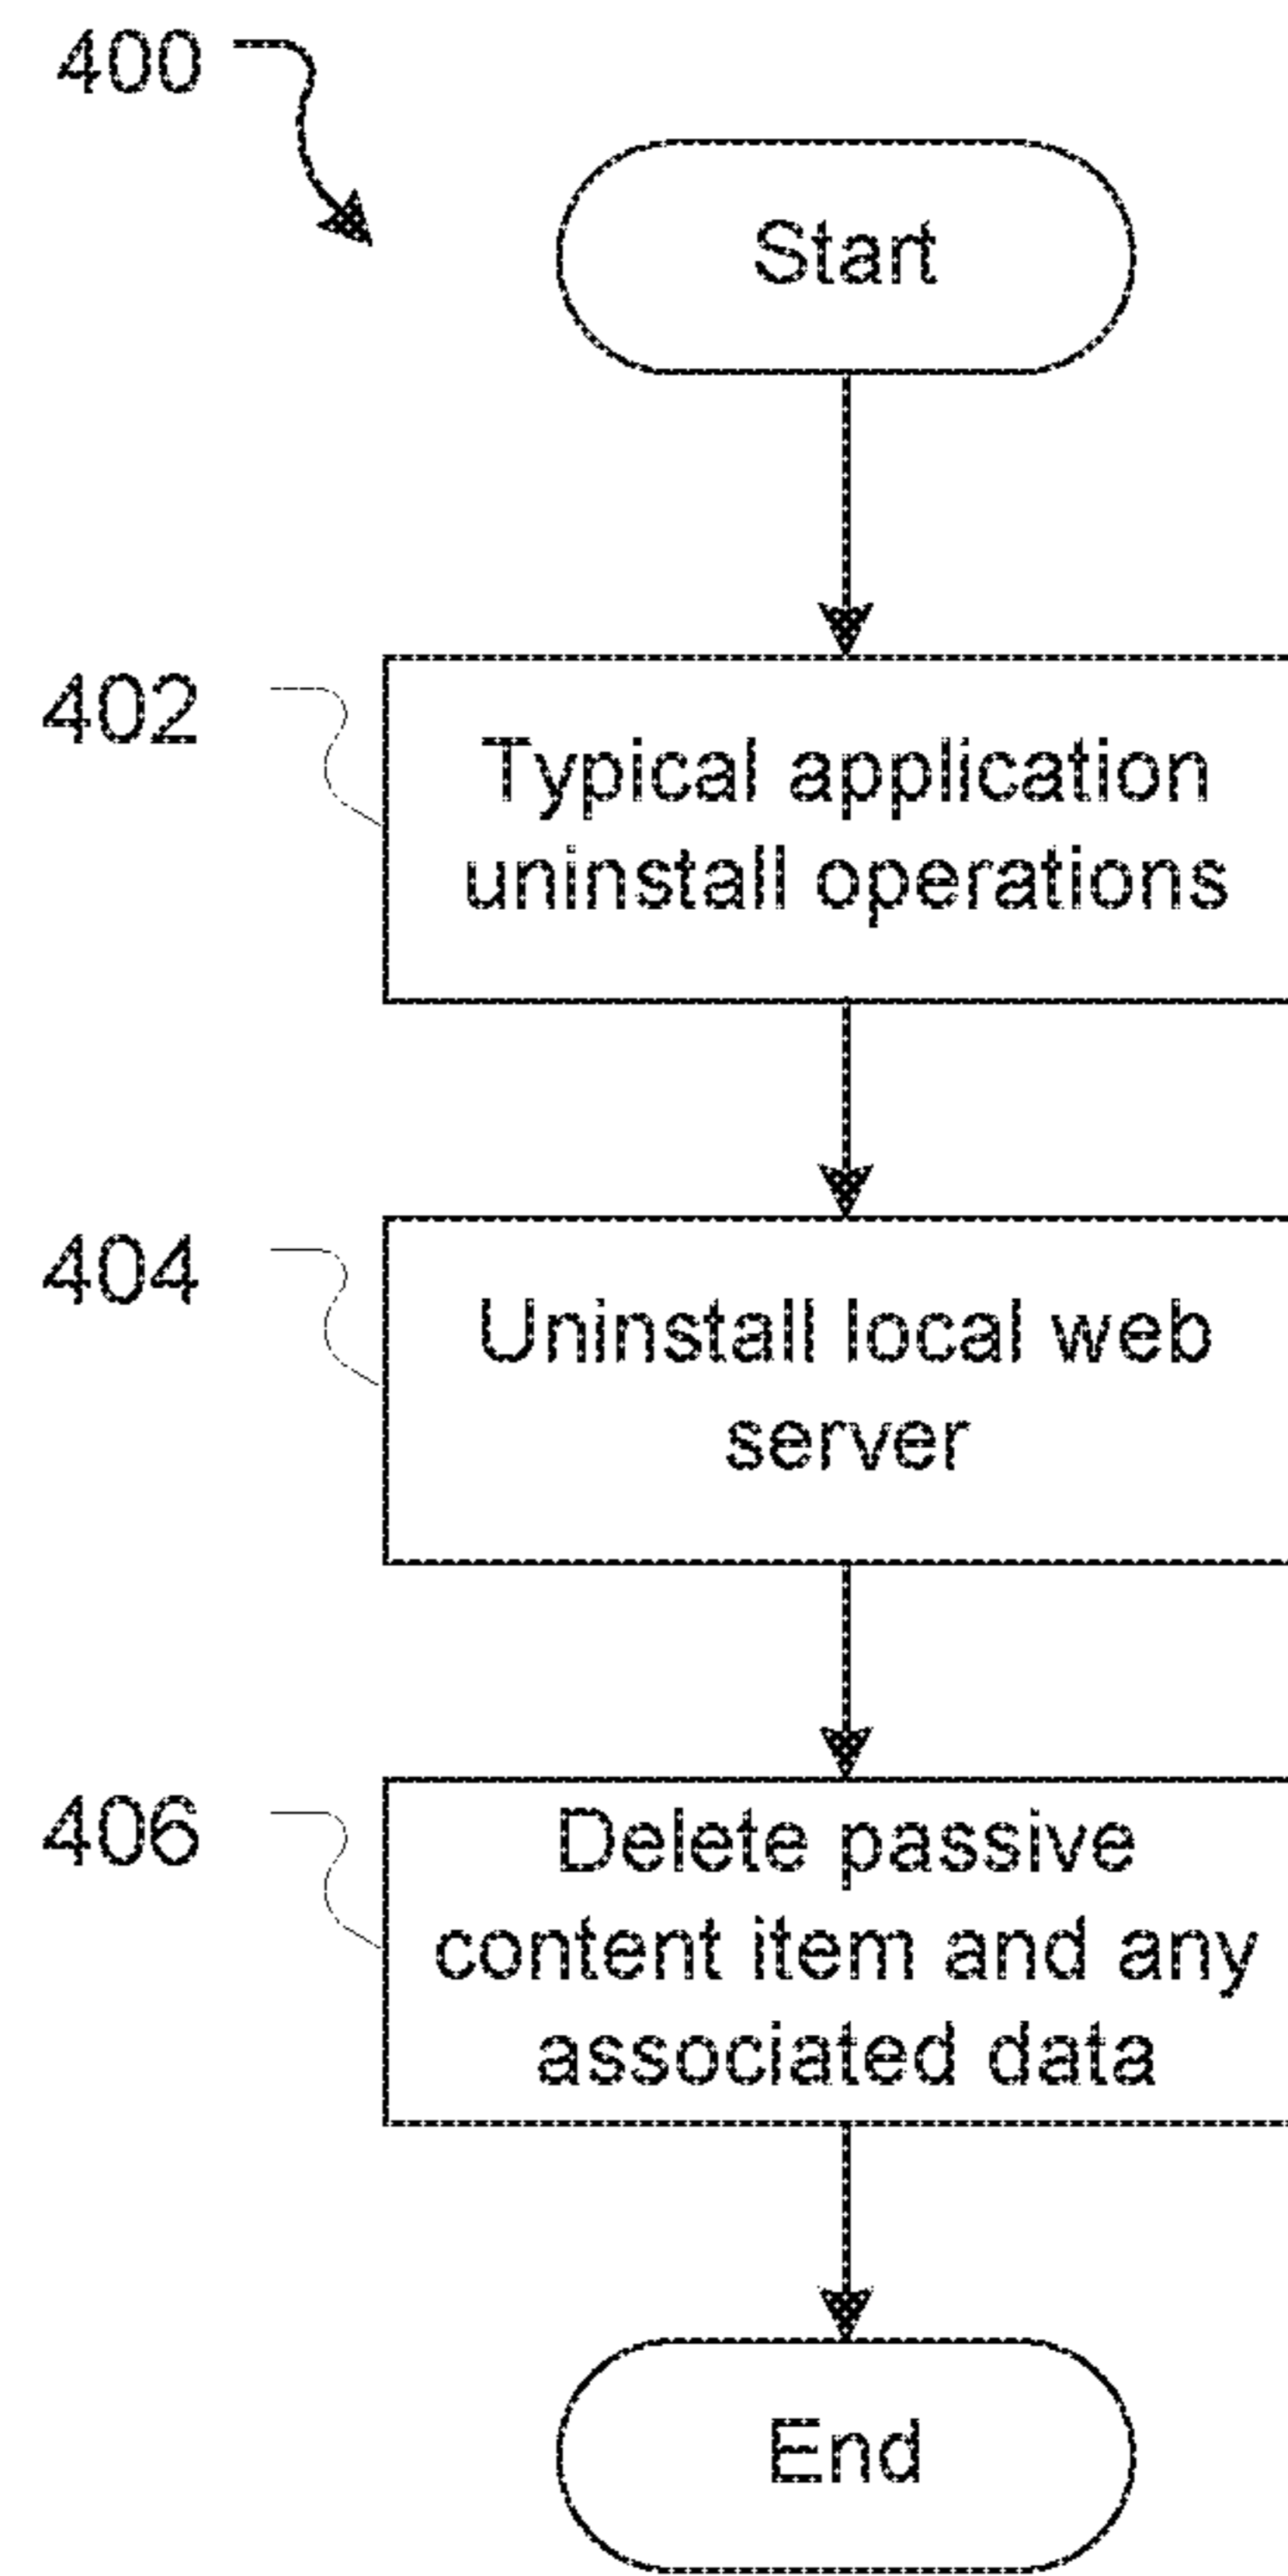 400
Start
402
Typical application
uninstall operations
404
Uninstall local web
server
406
Delete passive
content item and any
associated data
End